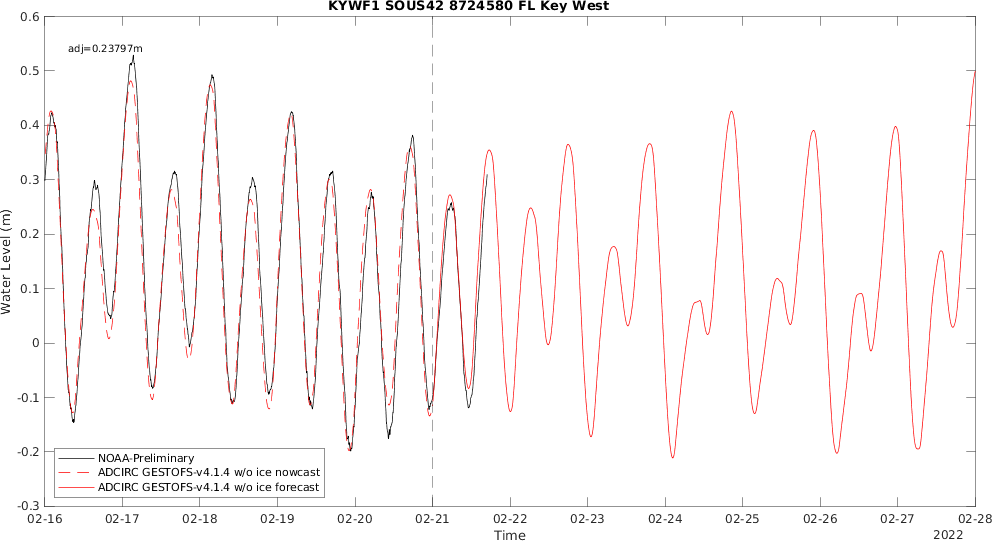 KYWF1 SOUS42 8724580 FL Key West
0.6
adj=0.23797m
0.5
0.4
0.3
0.2
0.1
0
-0.1
-0.2
-0.3
Water Level (m)
NOAA-Preliminary
ADCIRC GESTOFS-v4.1.4 w/o ice nowcast
ADCIRC GESTOFS-v4.1.4 w/o ice forecast
02-16 02-17 02-18 02-19 02-20 02-21 02-22 02-23 02-24 02-25 02-26 02-27 02-28
Time
2022